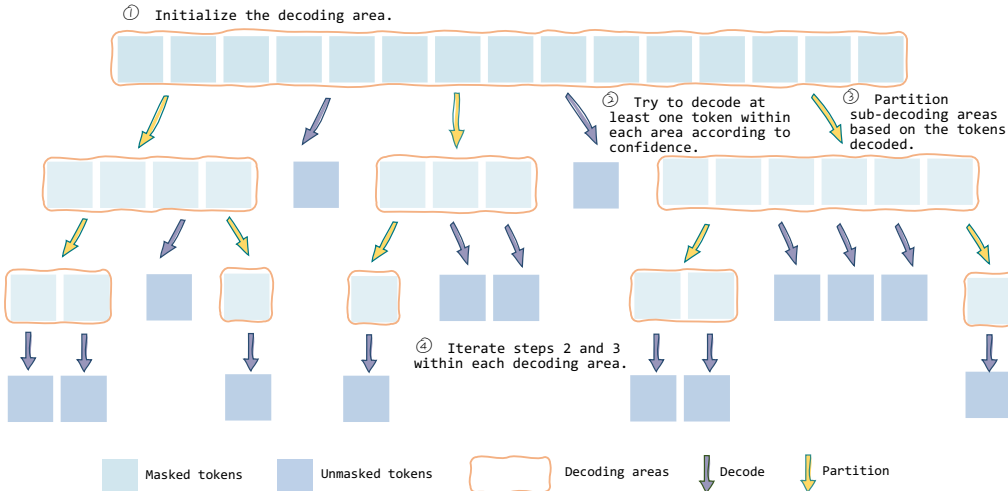 ① Initialize the decoding area.
② Try to decode at
least one token within
each area according to
confidence.
③ Partition
sub-decoding areas
based on the tokens
decoded.
④ Iterate steps 2 and 3
within each decoding area.
Masked tokens
Unmasked tokens
Decoding areas
Decode
Partition